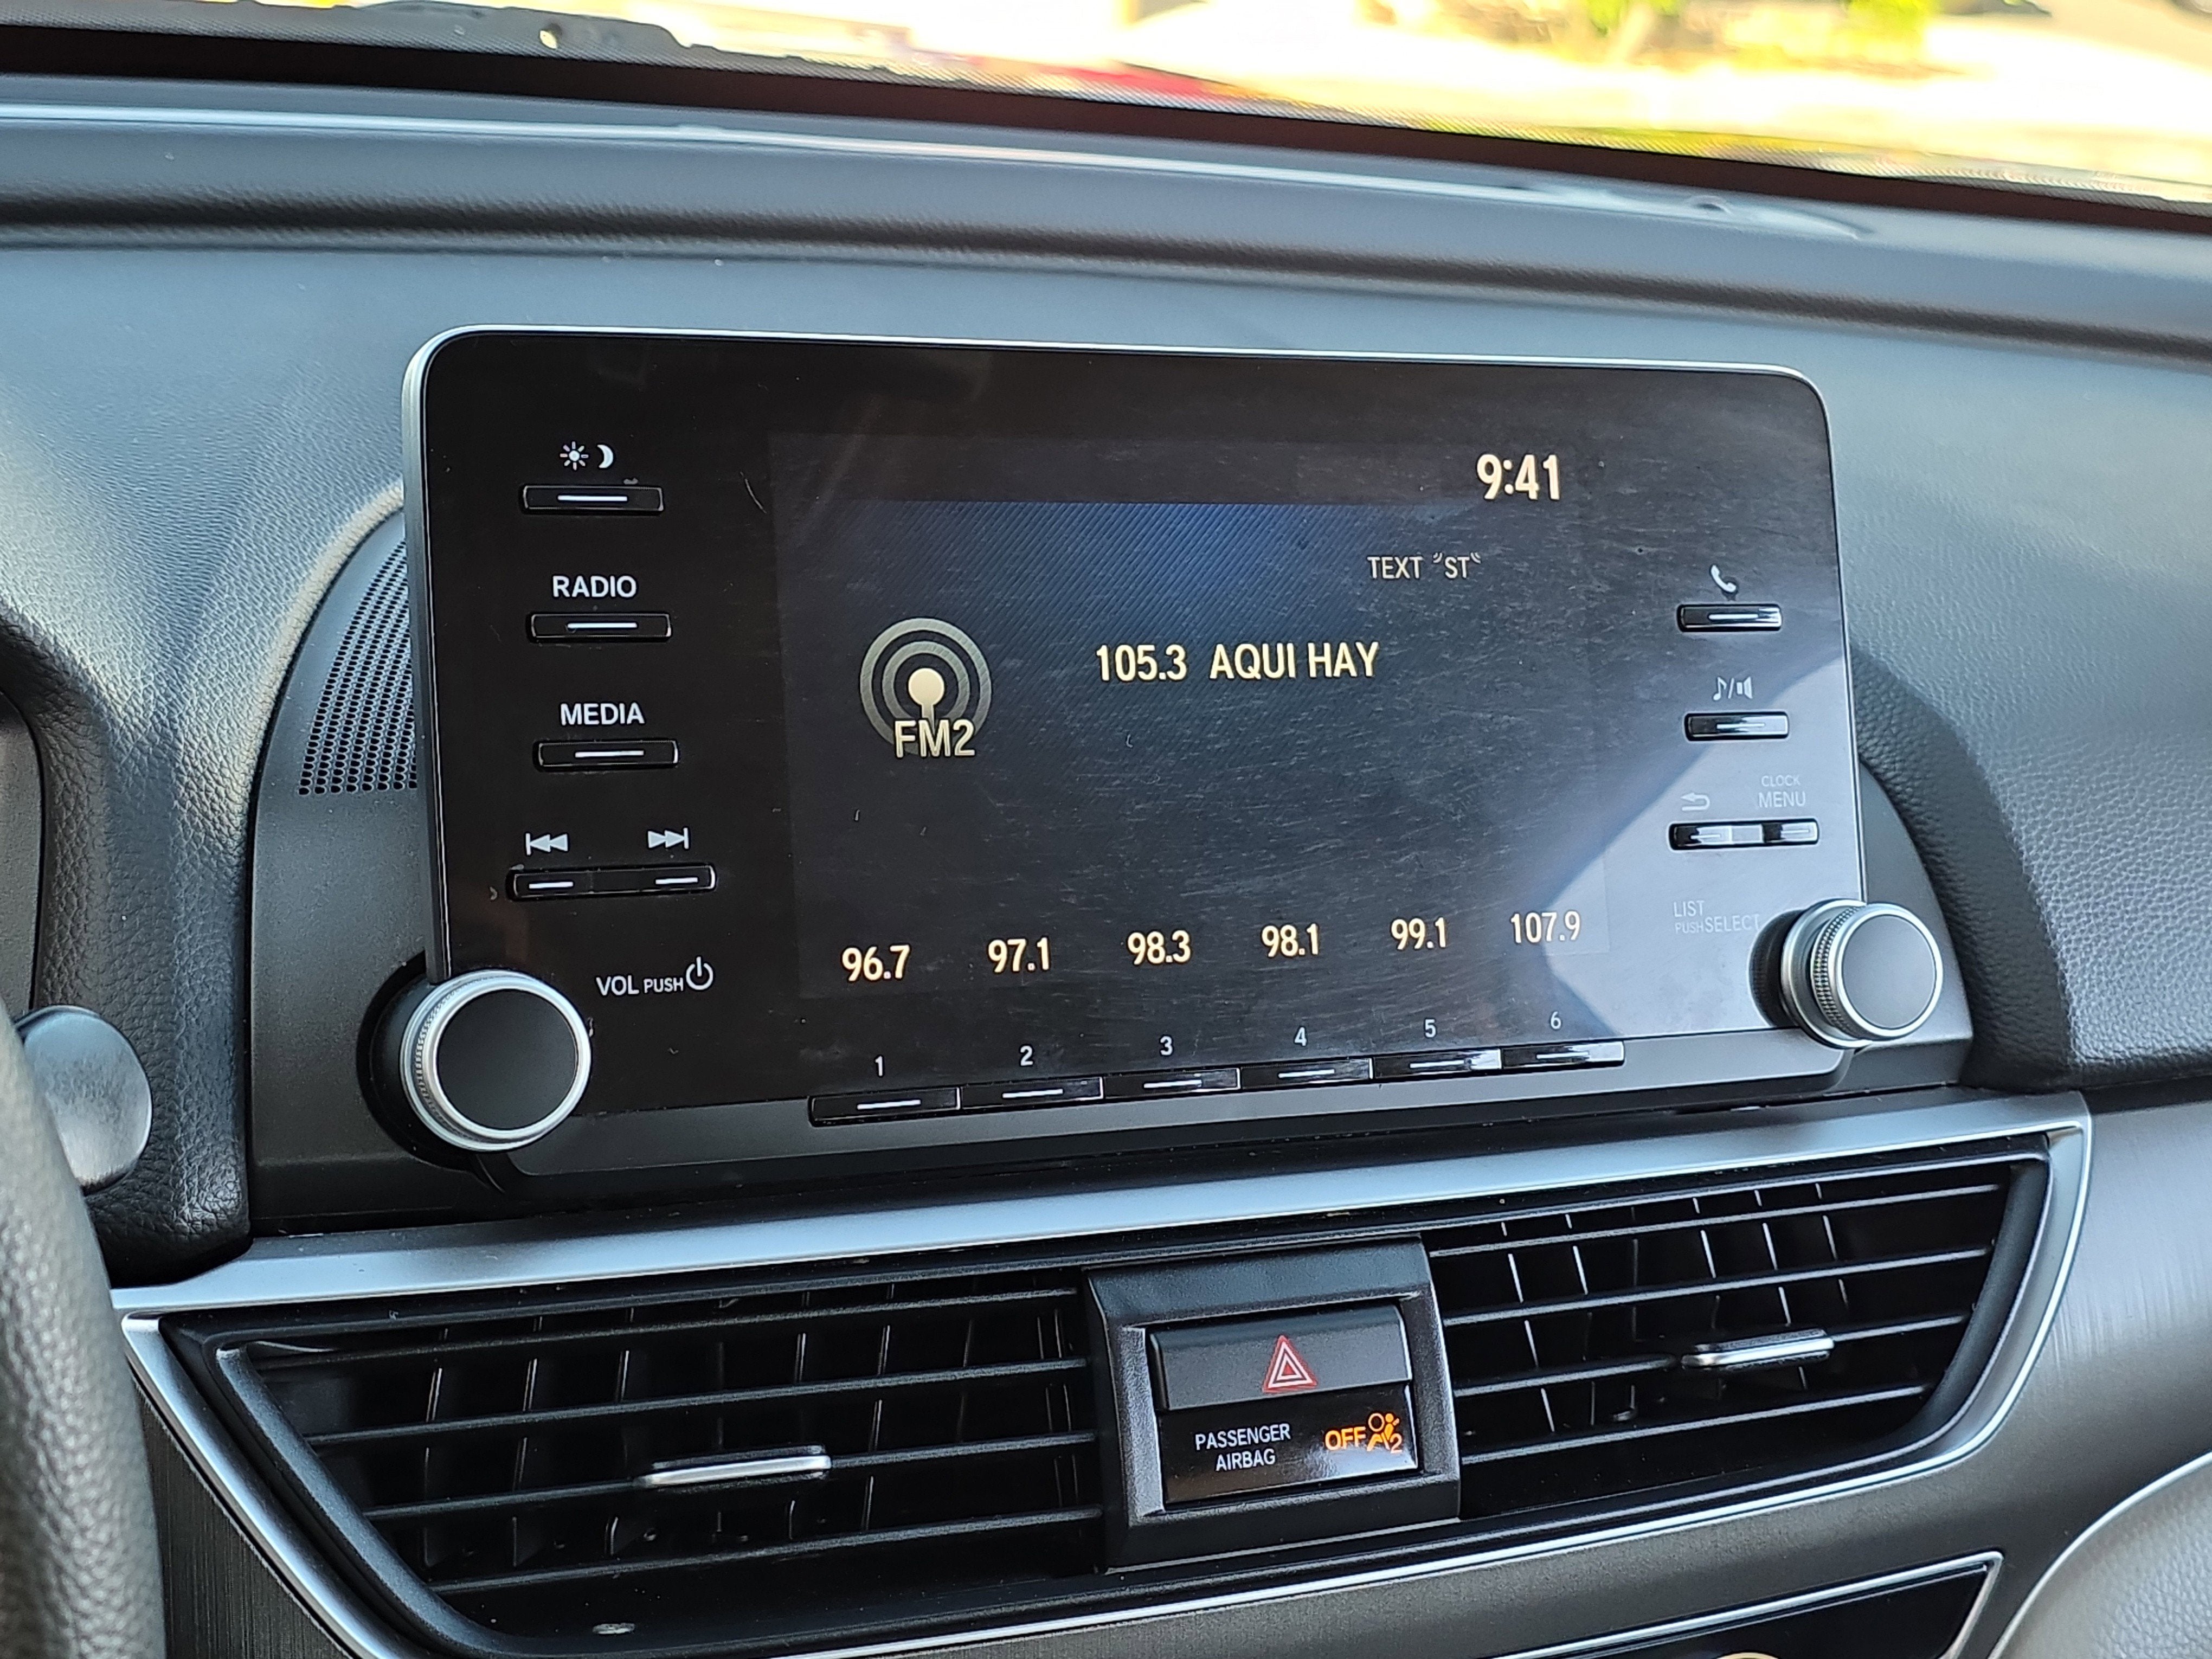 9:41
TEXT "ST"
RADIO
105.3 AQUI HAY
MEDIA
FM2
CLOCK
MENU
LIST
PUSH SELECT
96.7 97.1 98.3 98.1 99.1 107.9
VOL PUSH
1 2 3 4 5 6
PASSENGER
AIRBAG
OFF
2